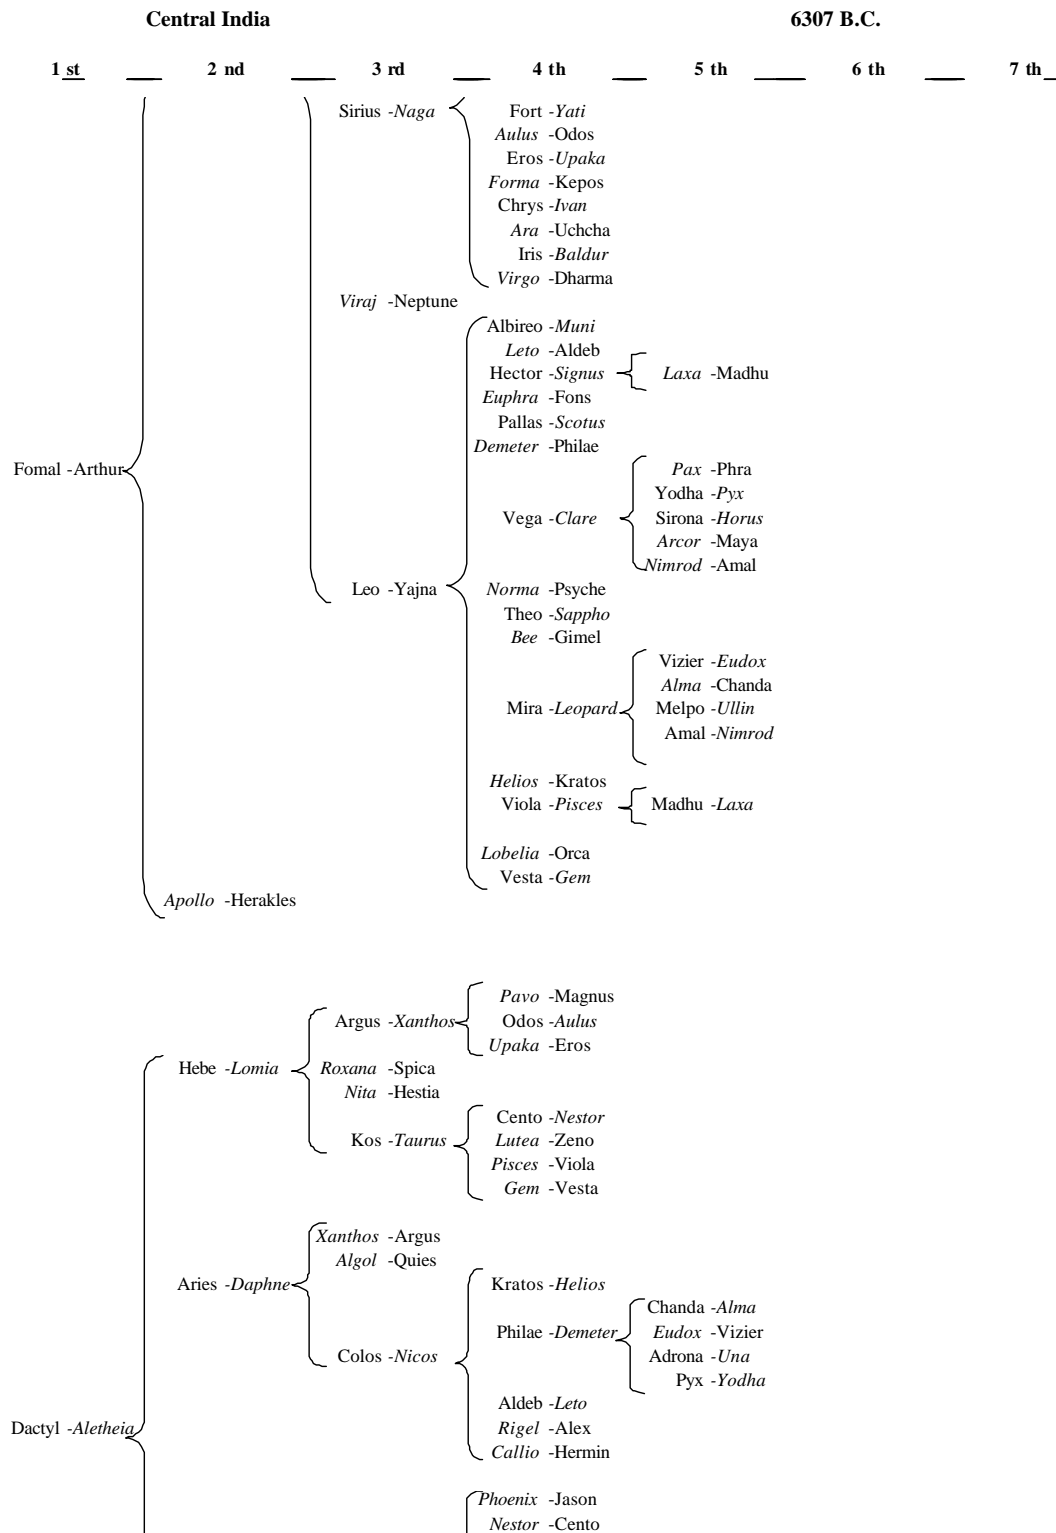 Central India 6307 B.C.
1 st 2 nd 3 rd 4 th 5 th 6 th 7 th
Sirius -Naga Fort -Yati
Aulus -Odos
Eros -Upaka
Forma -Kepos
Chrys -Ivan
Ara -Uchcha
Iris -Baldur
Virgo -Dharma
Viraj -Neptune
Albireo -Muni
Leto -Aldeb
Hector -Signus Laxa -Madhu
Euphra -Fons
Pallas -Scotus
Demeter -Philae
Fomal -Arthur Pax -Phra
Yodha -Pyx
Vega -Clare Sirona -Horus
Arcor -Maya
Nimrod -Amal
Leo -Yajna Norma -Psyche
Theo -Sappho
Bee -Gimel
Vizier -Eudox
Alma -Chanda
Mira -Leopard Melpo -Ullin
Amal -Nimrod
Helios -Kratos
Viola -Pisces Madhu -Laxa
Lobelia -Orca
Vesta -Gem
Apollo -Herakles
Pavo -Magnus
Argus -Xanthos Odos -Aulus
Upaka -Eros
Hebe -Lomia Roxana -Spica
Nita -Hestia
Cento -Nestor
Kos -Taurus Lutea -Zeno
Pisces -Viola
Gem -Vesta
Xanthos -Argus
Algol -Quies
Aries -Daphne Kratos -Helios
Chanda -Alma
Philae -Demeter Eudox -Vizier
Colos -Nicos Adrona -Una
Pyx -Yodha
Aldeb -Leto
Dactyl -Aletheia Rigel -Alex
Callio -Hermin
Phoenix -Jason
Nestor -Cento